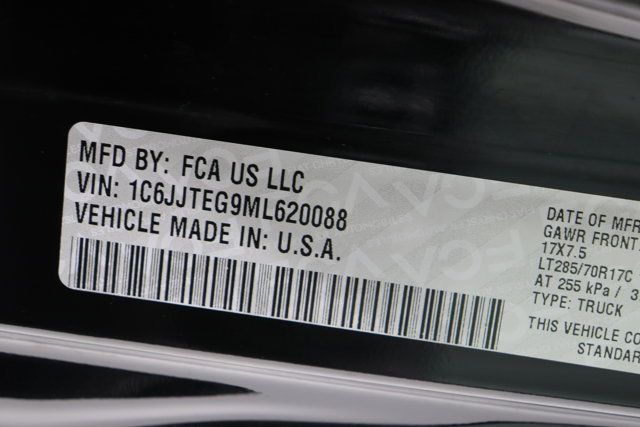 MFD BY: FCA US LLC
VIN: 1C6JJTEG9ML620088
VEHICLE MADE IN: U.S.A.
DATE OF MFR
GAWR FRONT
17X7.5
LT285/70R17C
AT 255 kPa / 3
TYPE: TRUCK
THIS VEHICLE CO
STANDAR